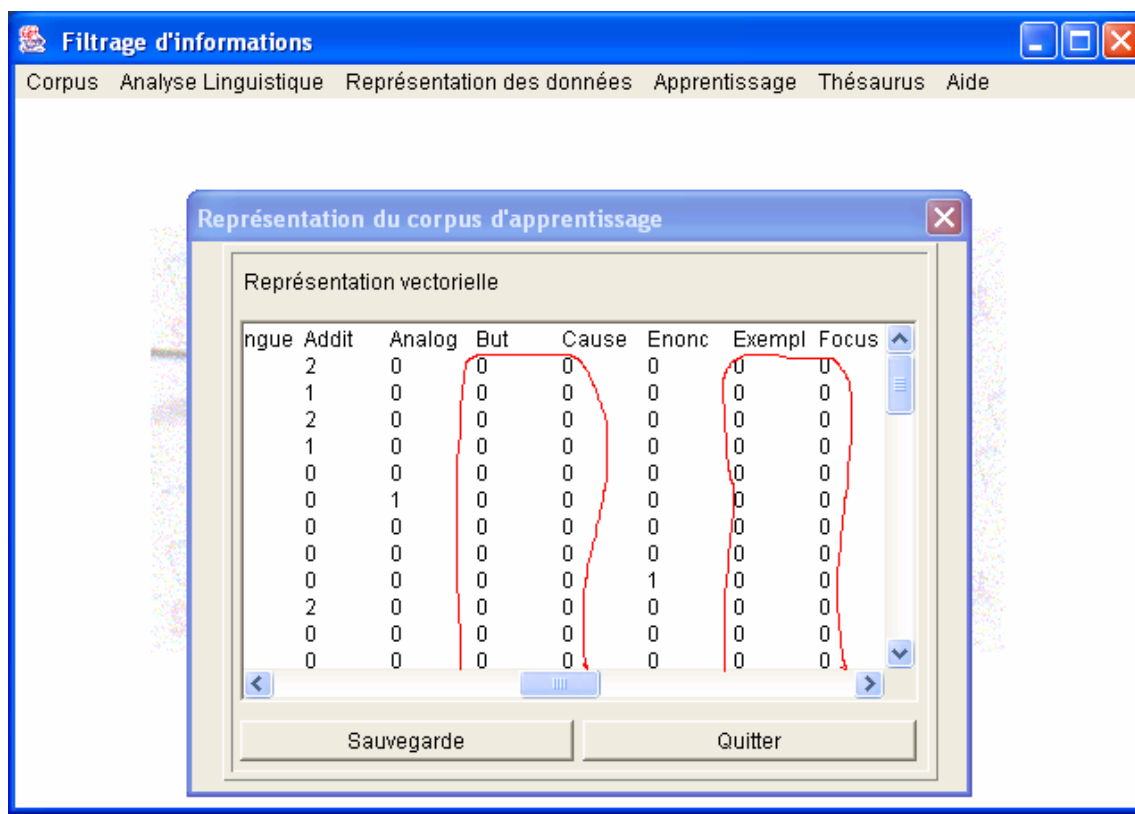 Filtrage d'informations
Corpus Analyse Linguistique Représentation des données Apprentissage Thésaurus Aide
Représentation du corpus d'apprentissage
Représentation vectorielle
ngue Addit Analog But Cause Enonc Exempl Focus
2 0 0 0 0 0 0
1 0 0 0 0 0 0
2 0 0 0 0 0 0
1 0 0 0 0 0 0
0 0 0 0 0 0 0
0 1 0 0 0 0 0
0 0 0 0 0 0 0
0 0 0 0 0 0 0
0 0 0 0 1 0 0
2 0 0 0 0 0 0
0 0 0 0 0 0 0
0 0 0 0 0 0 0
Sauvegarde Quitter